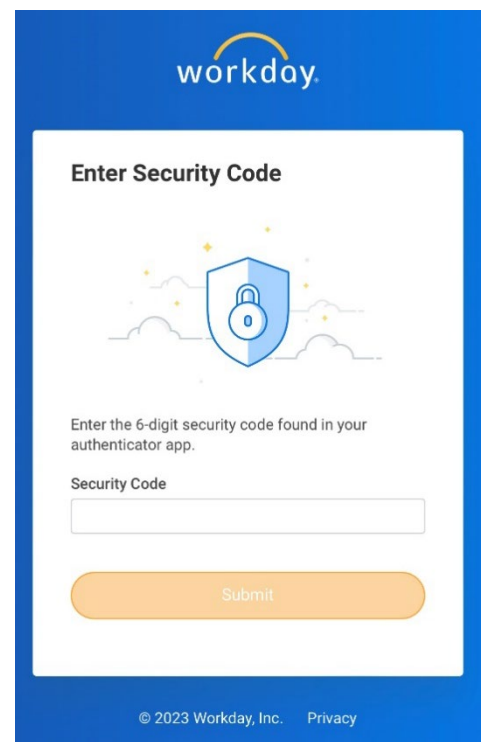 workday.
Enter Security Code
Enter the 6-digit security code found in your
authenticator app.
Security Code
Submit
© 2023 Workday, Inc. Privacy